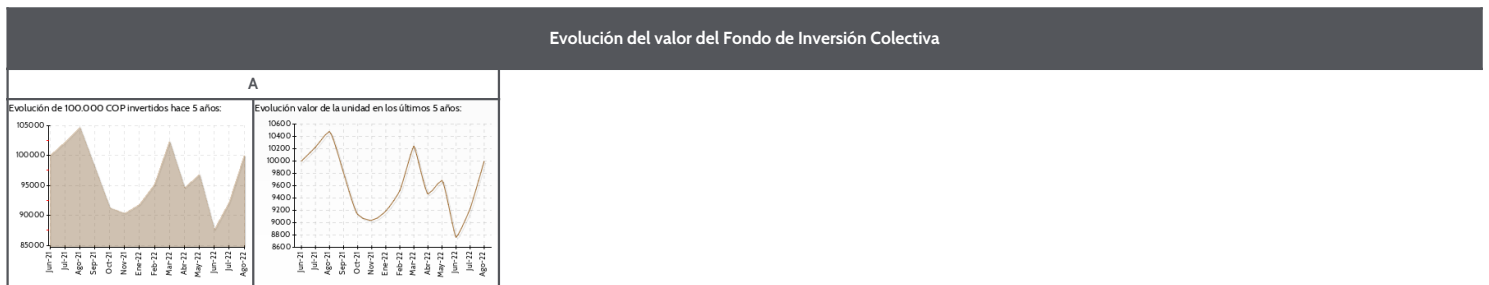 Evolución del valor del Fondo de Inversión Colectiva
A
Evolución de 100.000 COP invertidos hace 5 años:
105000
100000
95000
90000
85000
Jun-21 Jul-21 Ago-21 Sep-21 Oct-21 Nov-21 Ene-22 Feb-22 Mar-22 Abr-22 May-22 Jun-22 Jul-22 Ago-22
Evolución valor de la unidad en los últimos 5 años:
10600
10400
10200
10000
9800
9600
9400
9200
9000
8800
8600
Jun-21 Jul-21 Ago-21 Sep-21 Oct-21 Nov-21 Ene-22 Feb-22 Mar-22 Abr-22 May-22 Jun-22 Jul-22 Ago-22